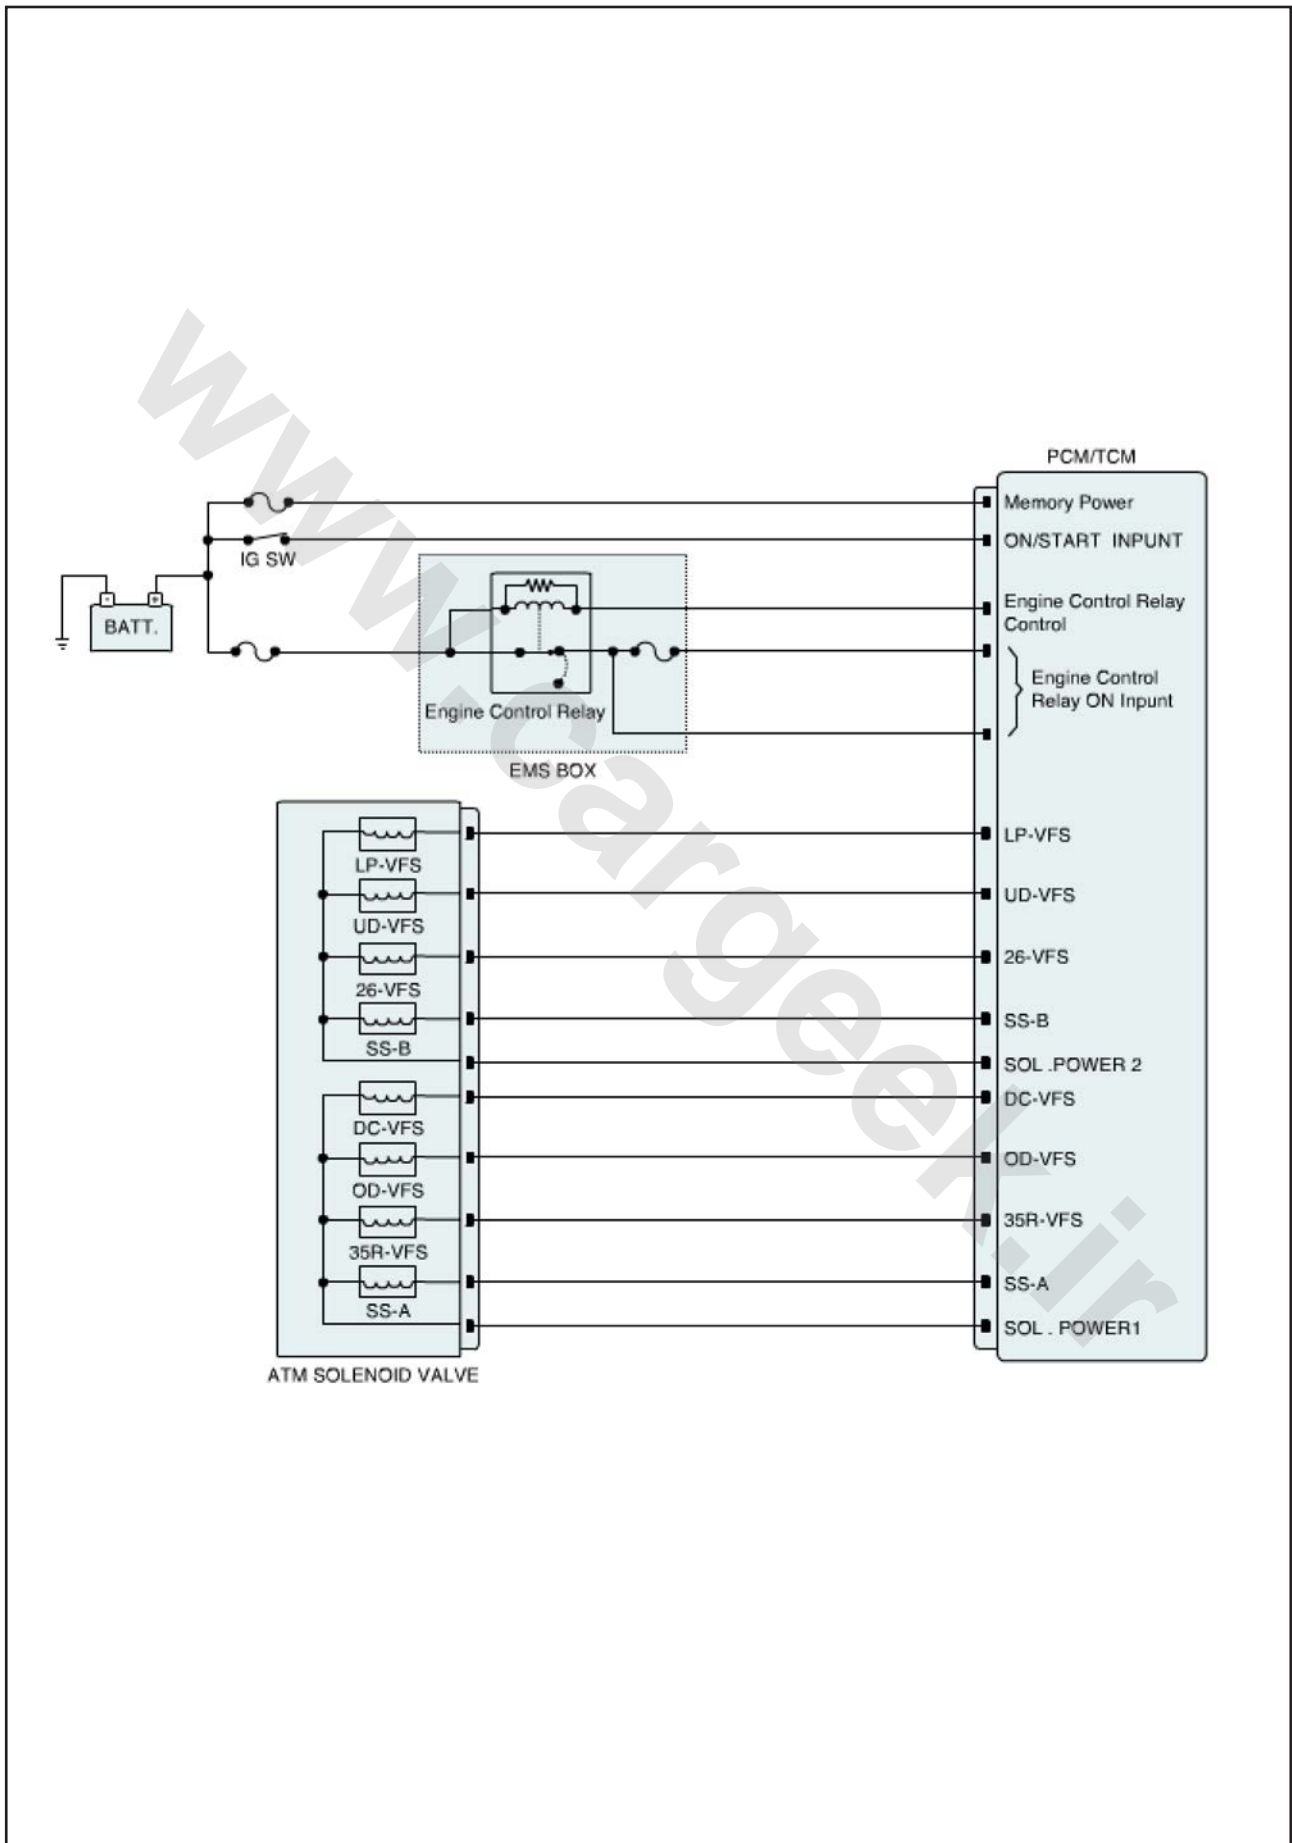 PCM/TCM
Memory Power
ON/START INPUNT
IG SW
Engine Control Relay
Control
BATT.
-
+
Engine Control
Relay ON Inpunt
Engine Control Relay
EMS BOX
LP-VFS
LP-VFS
UD-VFS
UD-VFS
26-VFS
26-VFS
SS-B
SS-B
SOL .POWER 2
DC-VFS
DC-VFS
OD-VFS
OD-VFS
35R-VFS
35R-VFS
SS-A
SS-A
SOL . POWER1
ATM SOLENOID VALVE
www.cargeek.ir